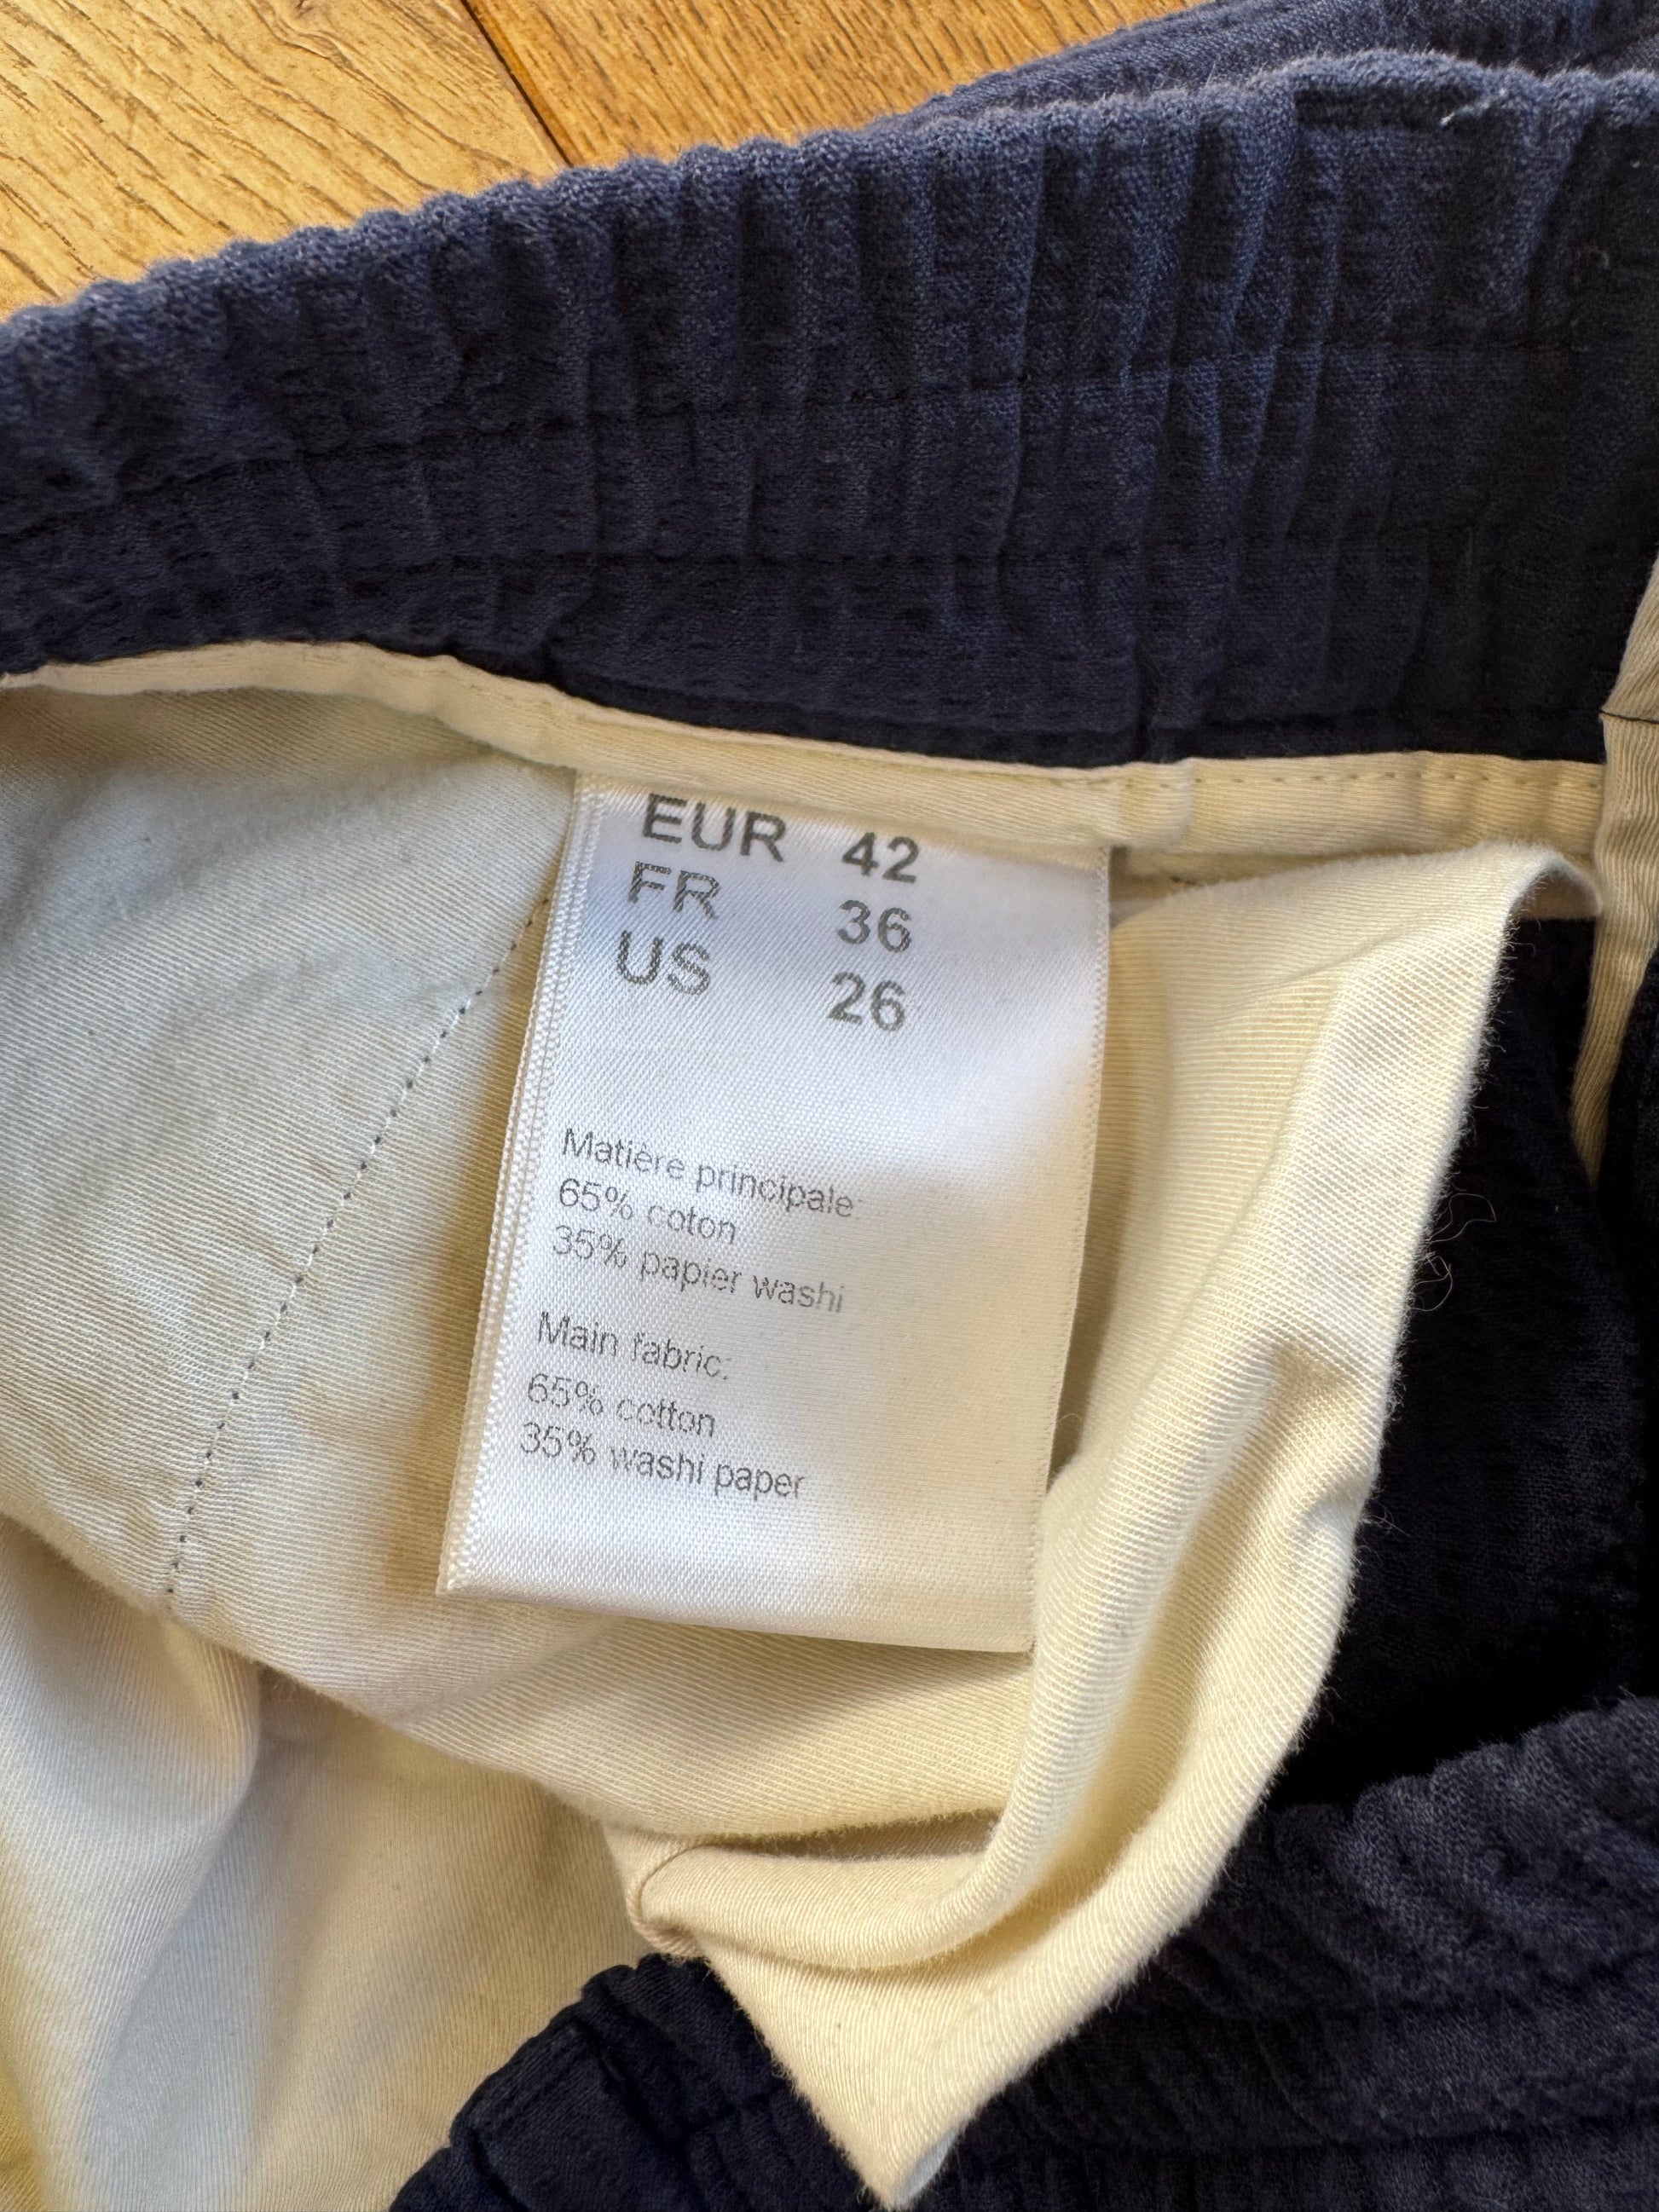 EUR 42
FR 36
US 26
Matière principale:
65% coton
35% papier washi
Main fabric:
65% cotton
35% washi paper